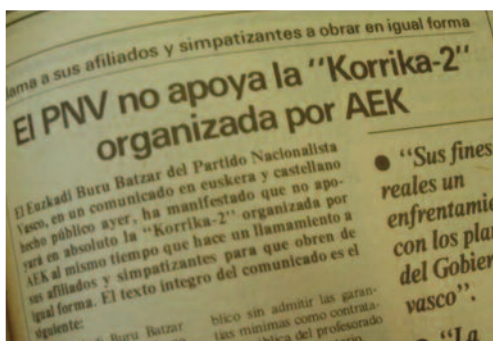 lama a sus afiliados y simpatizantes a obrar en igual forma
El PNV no apoya la "Korrika-2"
organizada por AEK
El Euzkadi Buru Batzar del Partido Nacionalista
Vasco, en un comunicado en euskera y castellano
hecho público ayer, ha manifestado que no apo-
yará en absoluto la "Korrika-2" organizada por
AEK al mismo tiempo que hace un llamamiento a
sus afiliados y simpatizantes para que obren de
igual forma. El texto integro del comunicado es el
siguiente:
Buru Batzar
blico sin admitir las garan-
tías mínimas como contrata-
pública del profesorado
● "Sus fines
reales un
enfrentamie
con los plan
del Gobier
vasco".
● "La